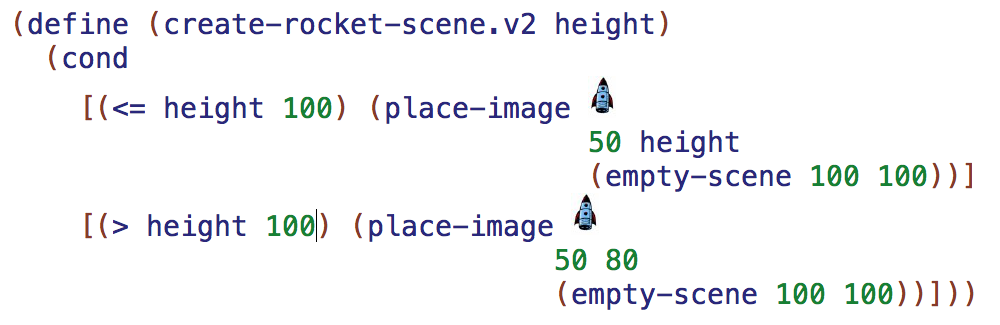 (define (create-rocket-scene.v2 height)
(cond
[(<= height 100) (place-image
50 height
(empty-scene 100 100))]
[(> height 100) (place-image
50 80
(empty-scene 100 100))]))